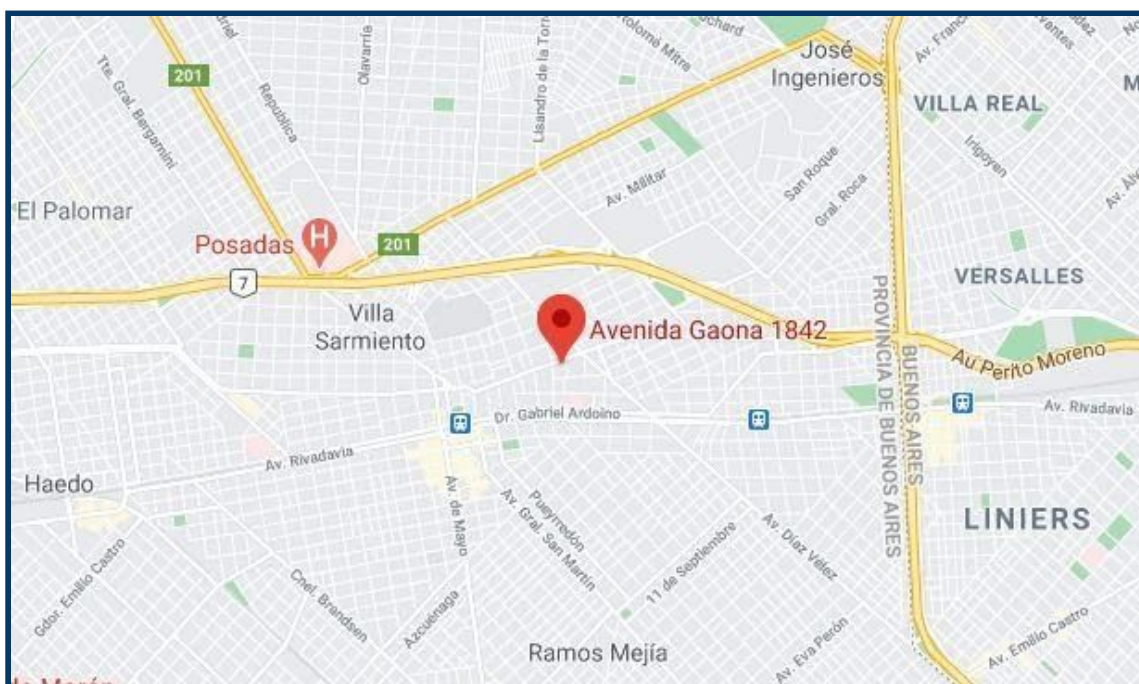 Olavarría
Lisandro de la Torre
José
Ingenieros
VILLA REAL
201
Tte. Gral. Bergamini
Republica
Av. Militar
San Roque
Gral. Roca
Irigoyen
El Palomar
Posadas
H
201
7
Villa
Sarmiento
VERSALLES
Avenida Gaona 1842
Au Perito Moreno
PROVINCIA DE BUENOS AIRES
BUENOS AIRES
Dr. Gabriel Ardoino
Av. Rivadavia
Av. Rivadavia
Haedo
Av. de Mayo
Pueyrredón
Av. Gral. San Martín
11 de Septiembre
Av. Díaz Vélez
LINIERS
Gdor. Emilio Castro
Cnel. Brandsen
Azcuénaga
Ramos Mejía
Av. Eva Perón
Av. Emilio Castro